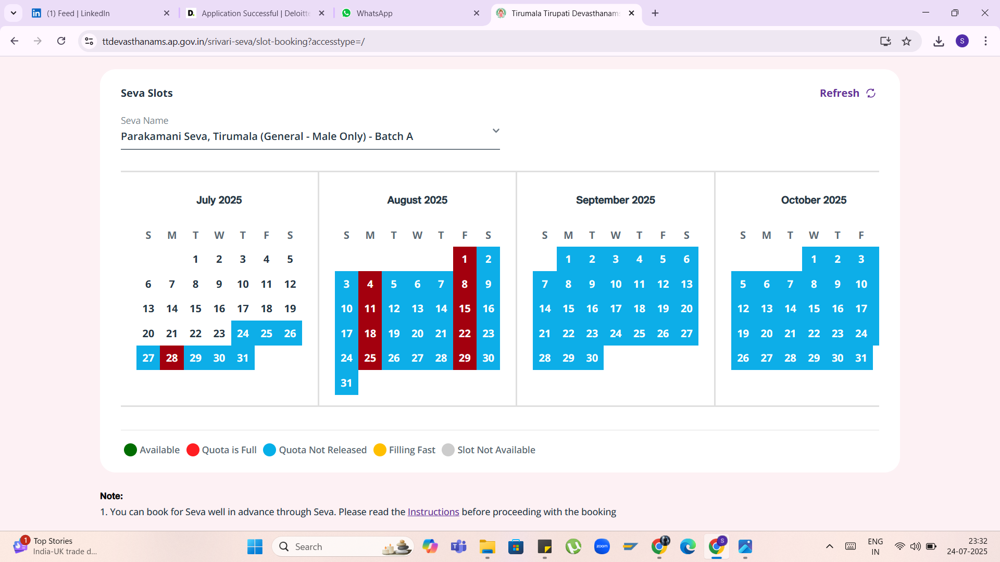 (1) Feed | LinkedIn
Application Successful | Deloitte
WhatsApp
Tirumala Tirupati Devasthanams
ttdevasthanams.ap.gov.in/srivari-seva/slot-booking?accesstype=/
S
Seva Slots
Refresh
Seva Name
Parakamani Seva, Tirumala (General - Male Only) - Batch A
July 2025
S M T W T F S
1 2 3 4 5
6 7 8 9 10 11 12
13 14 15 16 17 18 19
20 21 22 23 24 25 26
27 28 29 30 31
August 2025
S M T W T F S
1 2
3 4 5 6 7 8 9
10 11 12 13 14 15 16
17 18 19 20 21 22 23
24 25 26 27 28 29 30
31
September 2025
S M T W T F S
1 2 3 4 5 6
7 8 9 10 11 12 13
14 15 16 17 18 19 20
21 22 23 24 25 26 27
28 29 30
October 2025
S M T W T F
1 2 3
5 6 7 8 9 10
12 13 14 15 16 17
19 20 21 22 23 24
26 27 28 29 30 31
Available Quota is Full Quota Not Released Filling Fast Slot Not Available
Note:
1. You can book for Seva well in advance through Seva. Please read the Instructions before proceeding with the booking
1
Top Stories
India-UK trade d...
Search
zoom
S
ENG
IN
23:32
24-07-2025